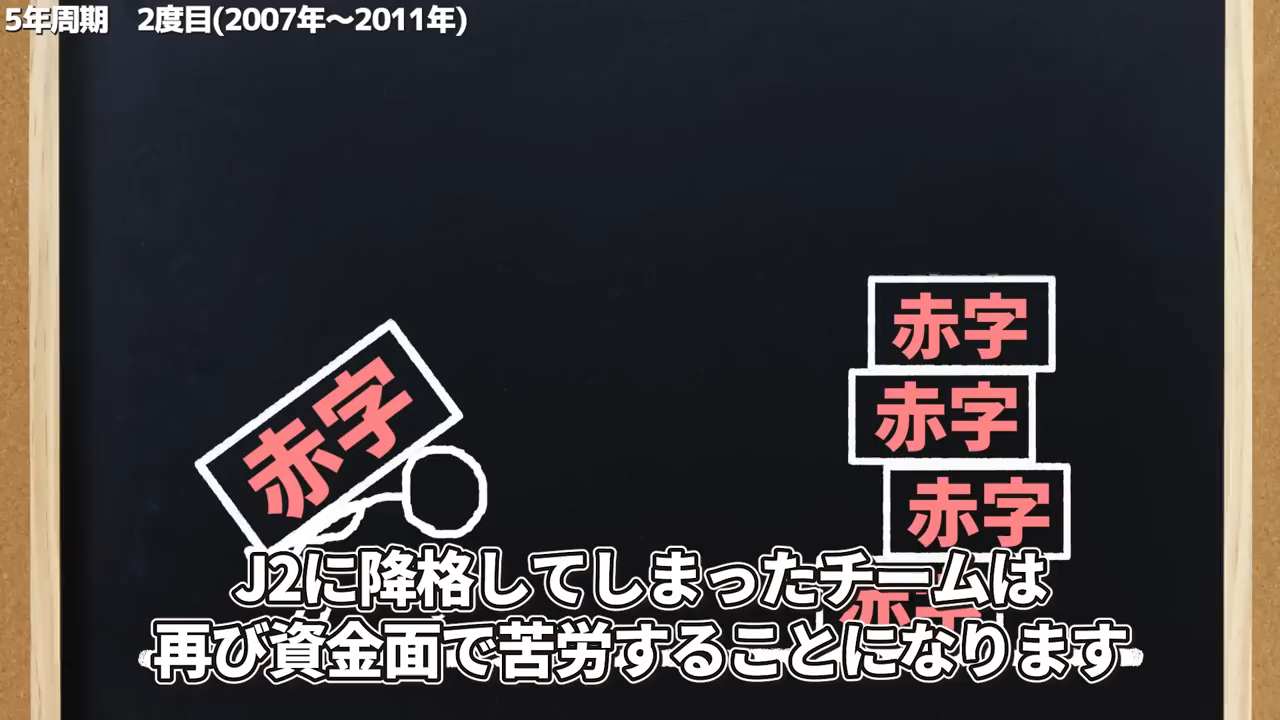 5年周期　2度目(2007年～2011年)
赤字
赤字
赤字
赤字
赤字
J2に降格してしまったチームは
再び資金面で苦労することになります